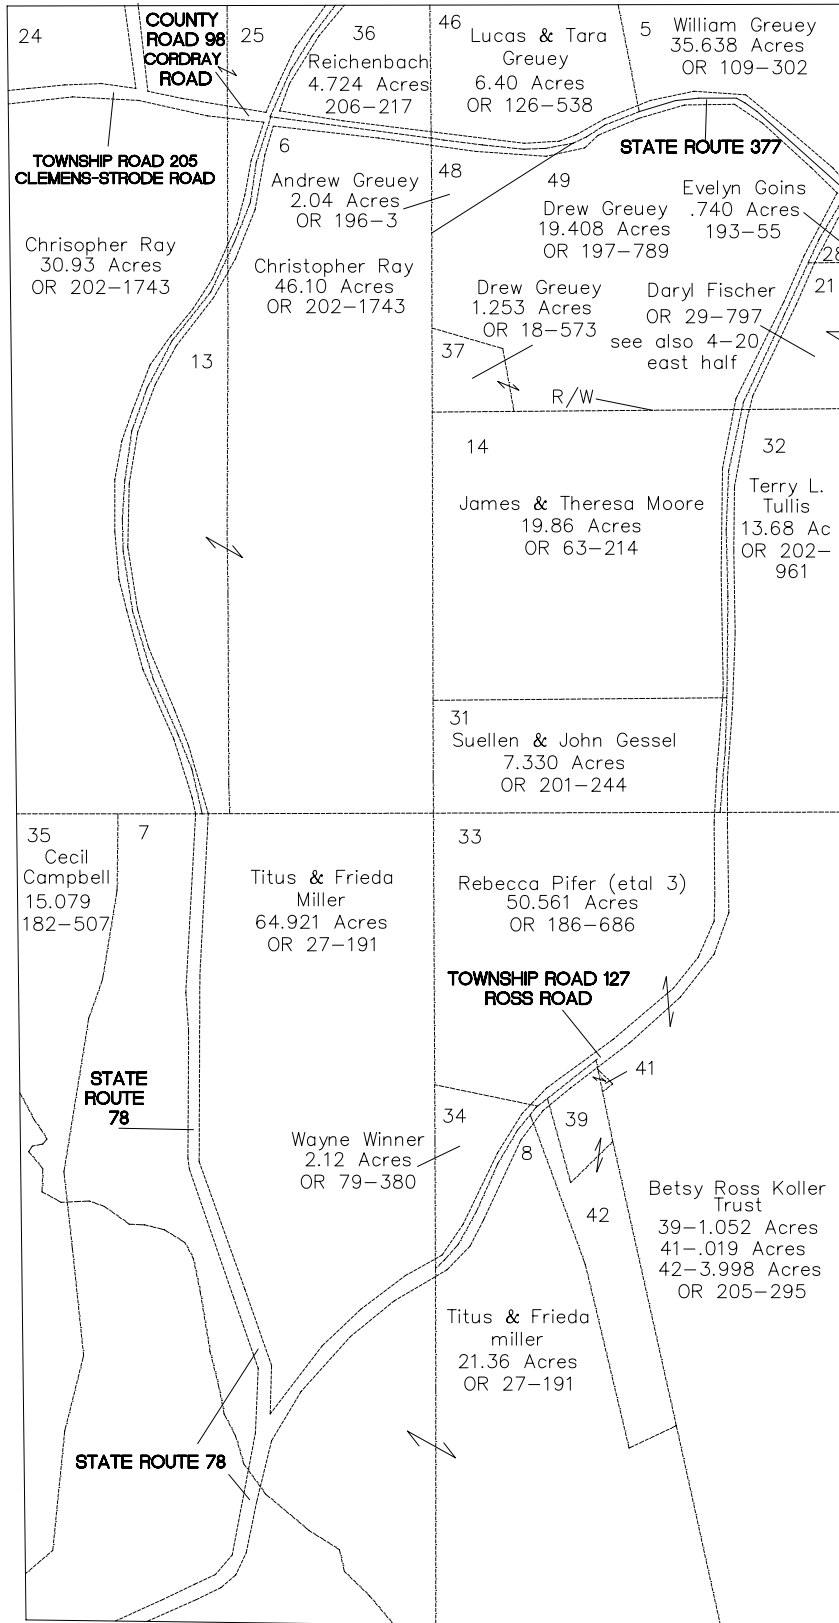 24
COUNTY
ROAD 98
CORDRAY
ROAD
25
36
Reichenbach
4.724 Acres
206-217
46
Lucas & Tara
Greuey
6.40 Acres
OR 126-538
5
William Greuey
35.638 Acres
OR 109-302
TOWNSHIP ROAD 205
CLEMENS-STRODE ROAD
6
STATE ROUTE 377
Andrew Greuey
2.04 Acres
OR 196-3
48
49
Drew Greuey
19.408 Acres
OR 197-789
Evelyn Goins
.740 Acres
193-55
28
21
Chrisopher Ray
30.93 Acres
OR 202-1743
Christopher Ray
46.10 Acres
OR 202-1743
Drew Greuey
1.253 Acres
OR 18-573
Daryl Fischer
OR 29-797
see also 4-20
east half
13
37
R/W
14
32
James & Theresa Moore
19.86 Acres
OR 63-214
Terry L.
Tullis
13.68 Ac
OR 202-
961
31
Suellen & John Gessel
7.330 Acres
OR 201-244
35
Cecil
Campbell
15.079
182-507
7
Titus & Frieda
Miller
64.921 Acres
OR 27-191
33
Rebecca Pifer (etal 3)
50.561 Acres
OR 186-686
TOWNSHIP ROAD 127
ROSS ROAD
STATE
ROUTE
78
41
34
39
Wayne Winner
2.12 Acres
OR 79-380
8
42
Betsy Ross Koller
Trust
39-1.052 Acres
41-.019 Acres
42-3.998 Acres
OR 205-295
Titus & Frieda
miller
21.36 Acres
OR 27-191
STATE ROUTE 78